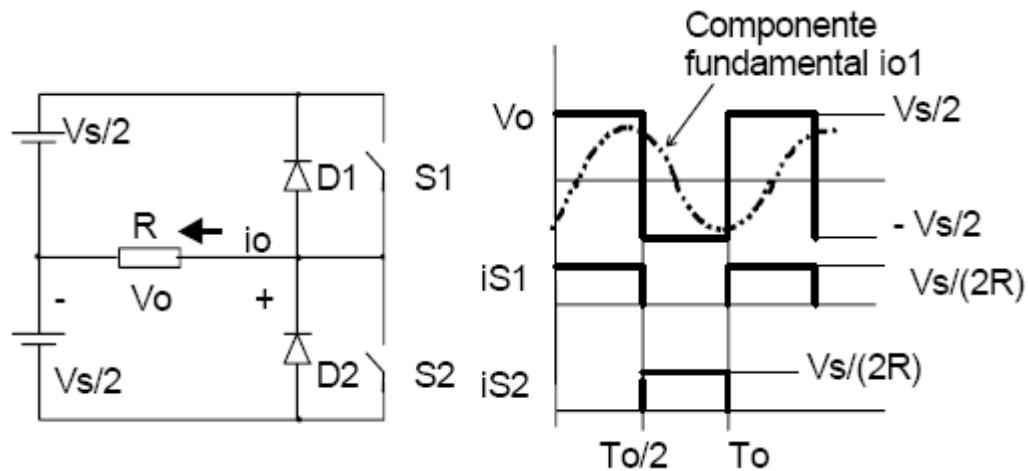 Vs/2
D1
S1
R
io
-
Vo
+
Vs/2
D2
S2
Componente
fundamental io1
Vo
Vs/2
- Vs/2
iS1
Vs/(2R)
iS2
Vs/(2R)
To/2
To